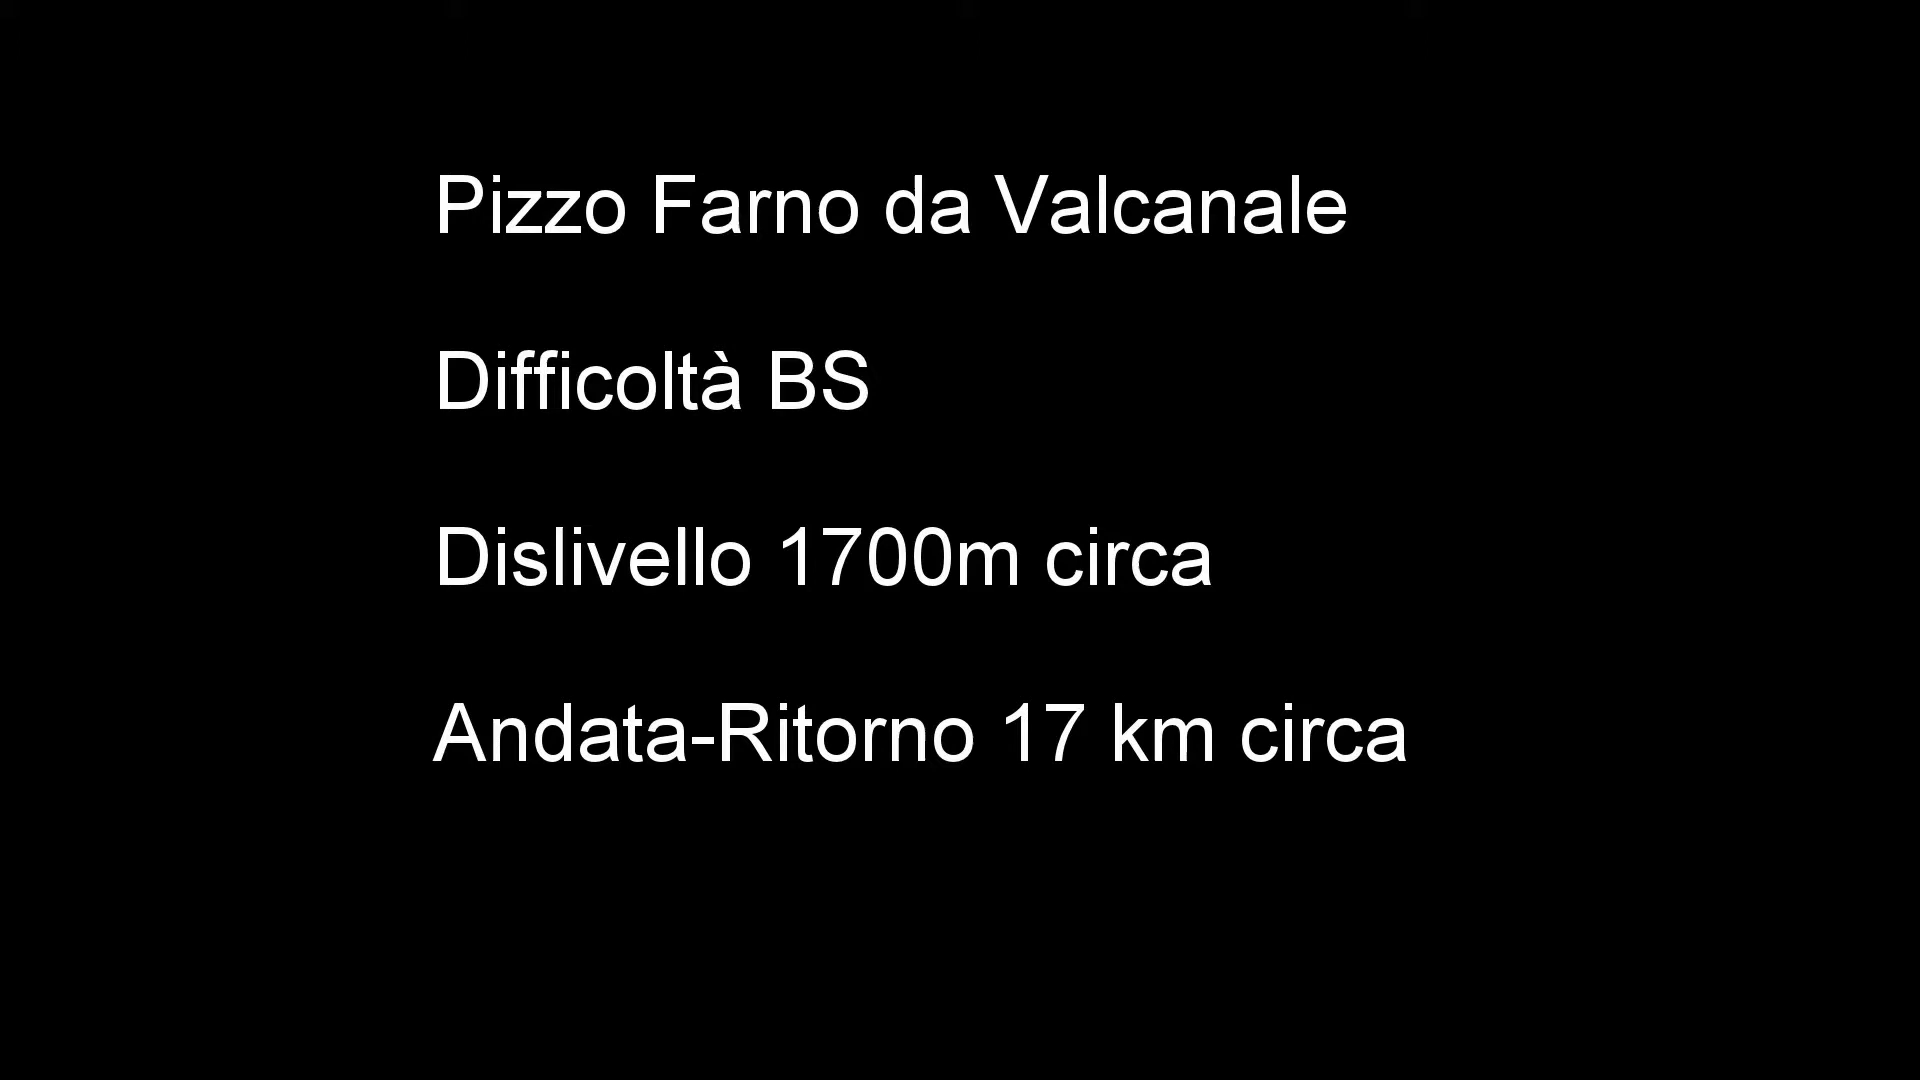 Pizzo Farno da Valcanale
Difficoltà BS
Dislivello 1700m circa
Andata-Ritorno 17 km circa